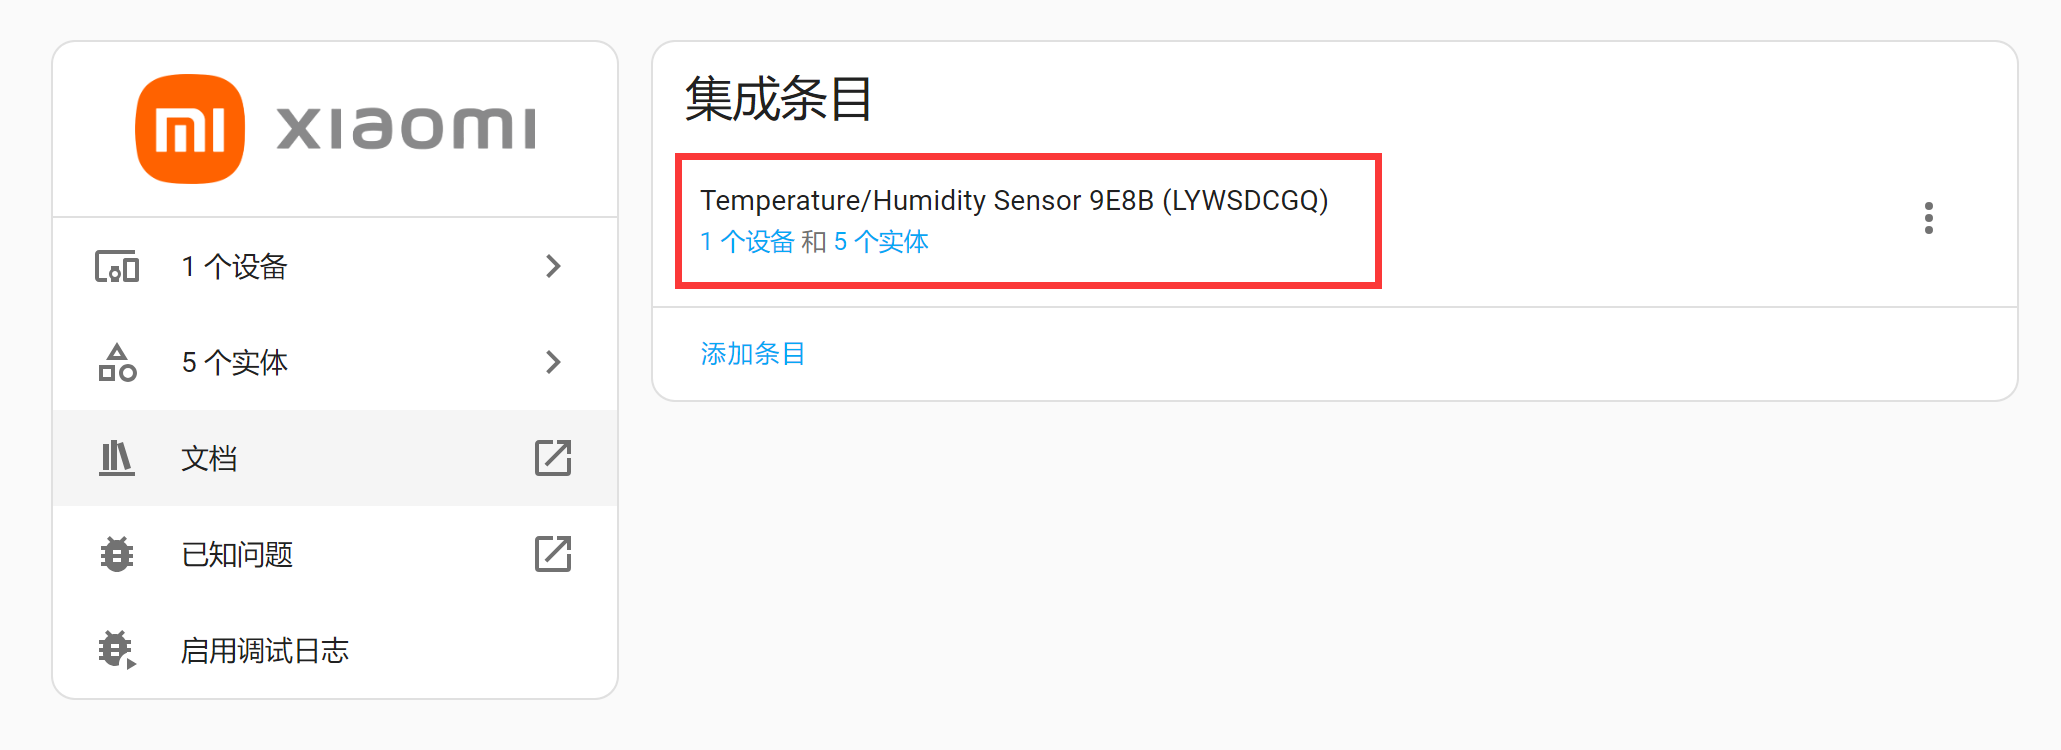 xiaomi
1 个设备
5 个实体
文档
已知问题
启用调试日志
集成条目
Temperature/Humidity Sensor 9E8B (LYWSDCGQ)
1 个设备 和 5 个实体
添加条目